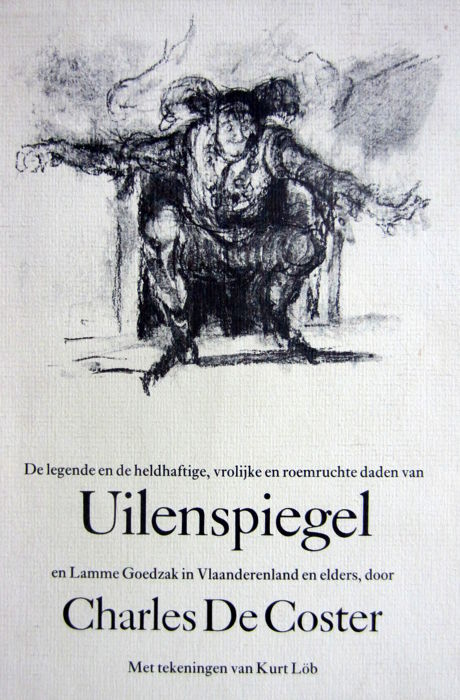 De legende en de heldhaftige, vrolijke en roemruchte daden van
Uilenspiegel
en Lamme Goedzak in Vlaanderenland en elders, door
Charles De Coster
Met tekeningen van Kurt Löb